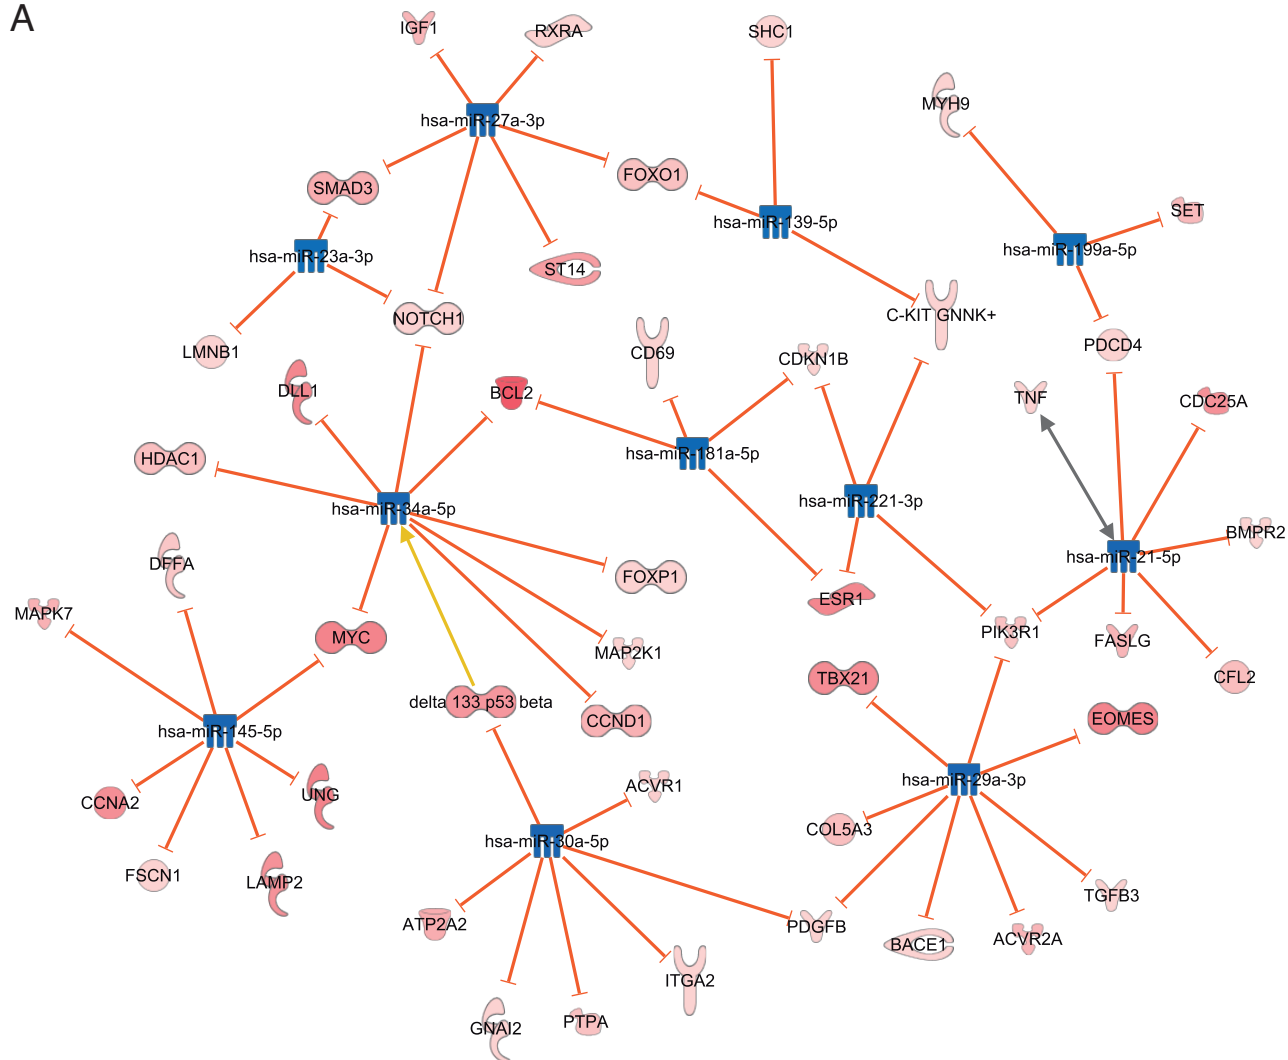 A
IGF1
RXRA
SHC1
MYH9
hsa-miR-27a-3p
FOXO1
SMAD3
hsa-miR-139-5p
SET
hsa-miR-199a-5p
hsa-miR-23a-3p
ST14
NOTCH1
C-KIT GNNK+
LMNB1
CD69
CDKN1B
PDCD4
DLL1
BCL2
TNF
CDC25A
HDAC1
hsa-miR-181a-5p
hsa-miR-34a-5p
hsa-miR-221-3p
BMPR2
hsa-miR-21-5p
DFFA
FOXP1
ESR1
MAPK7
MYC
MAP2K1
PIK3R1
FASLG
TBX21
CFL2
delta 133 p53 beta
CCND1
EOMES
hsa-miR-145-5p
hsa-miR-29a-3p
ACVR1
CCNA2
UNG
COL5A3
hsa-miR-30a-5p
FSCN1
LAMP2
TGFB3
ATP2A2
PDGFB
BACE1
ACVR2A
ITGA2
GNAI2
PTPA